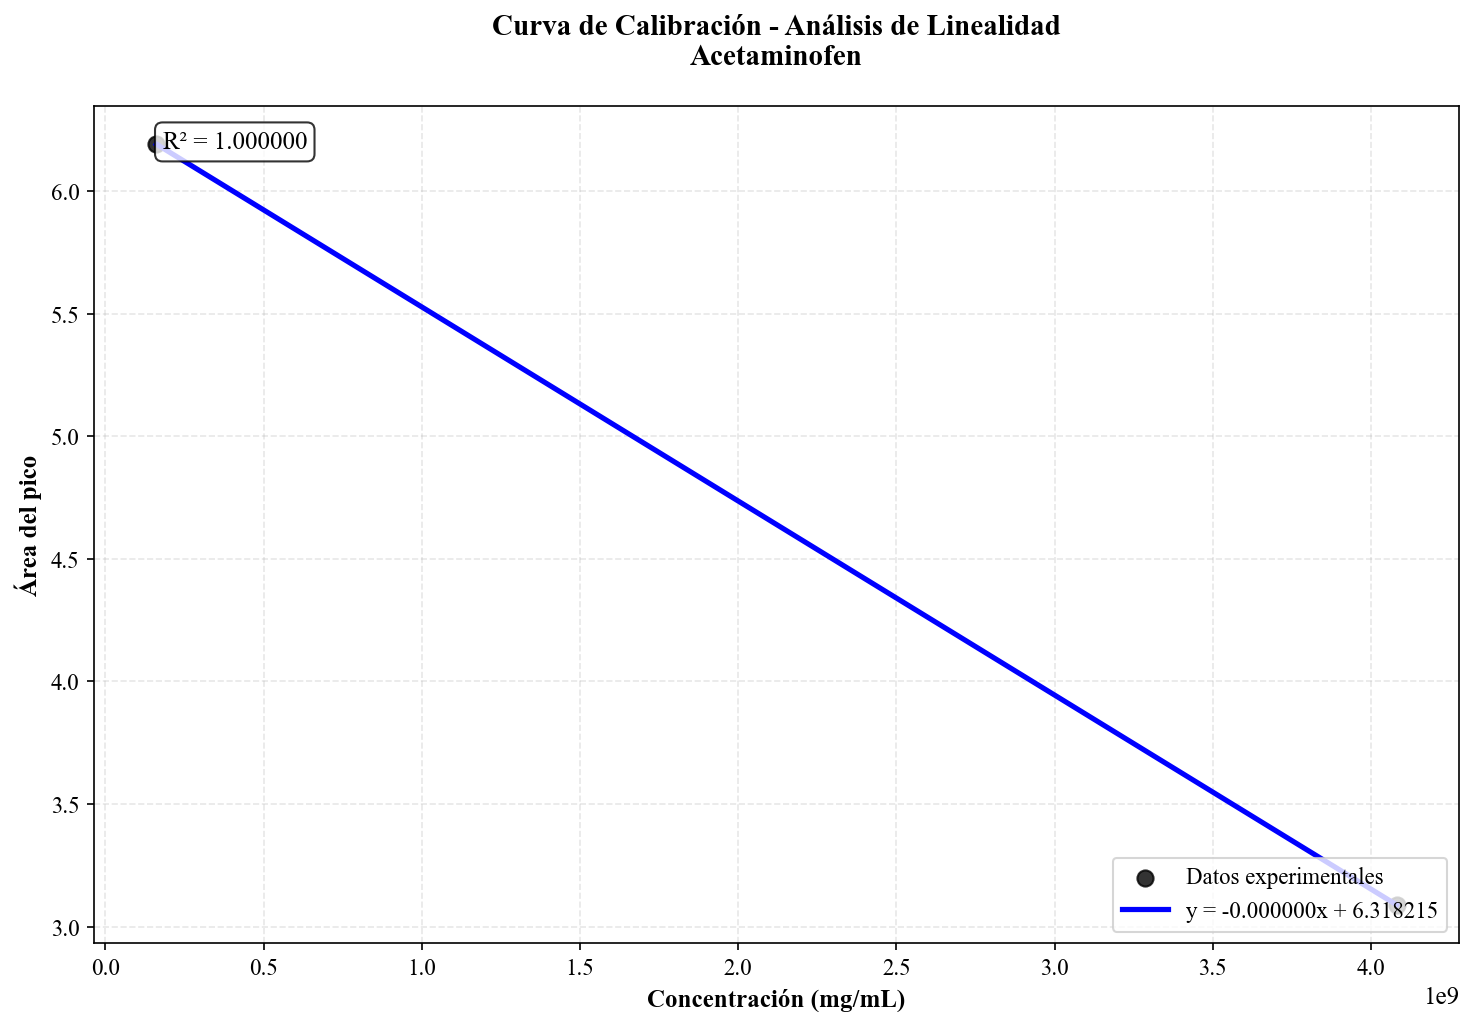 Curva de Calibración - Análisis de Linealidad
Acetaminofen
R² = 1.000000
Área del pico
6.0
5.5
5.0
4.5
4.0
3.5
3.0
Datos experimentales
y = -0.000000x + 6.318215
0.0 0.5 1.0 1.5 2.0 2.5 3.0 3.5 4.0
1e9
Concentración (mg/mL)